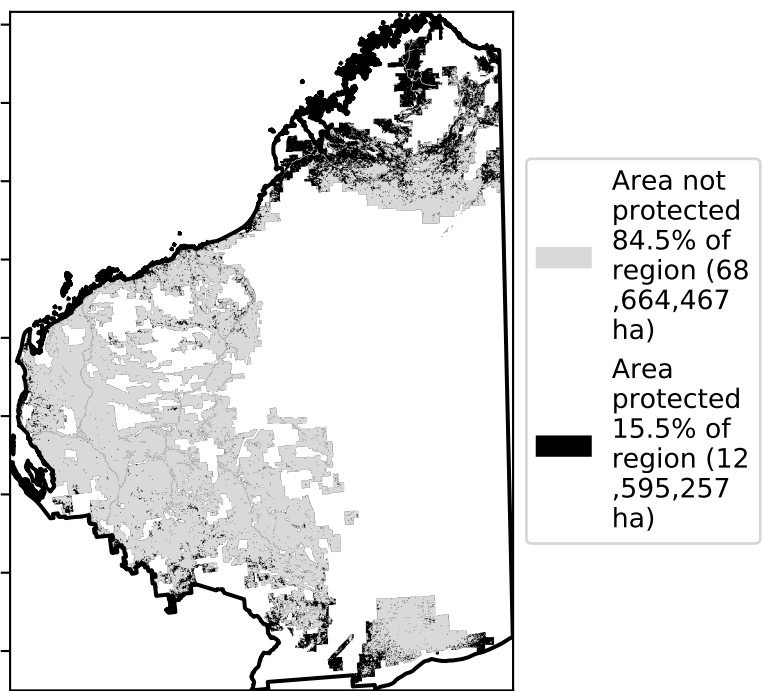 Area not
protected
84.5% of
region (68
,664,467
ha)
Area
protected
15.5% of
region (12
,595,257
ha)